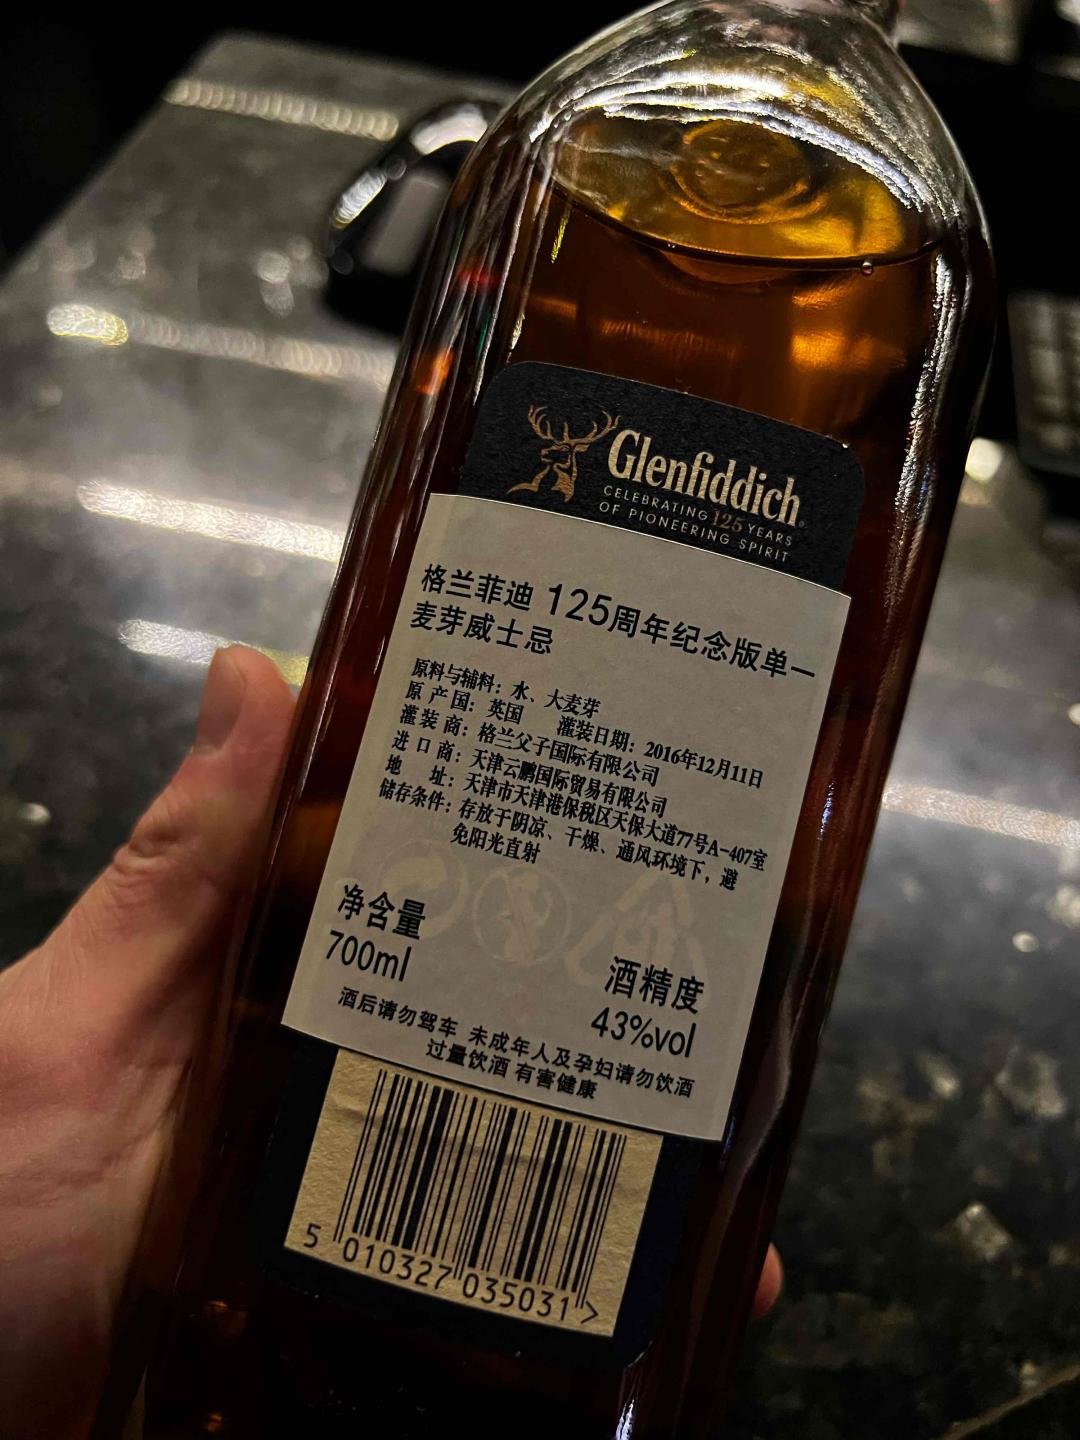 Glenfiddich
CELEBRATING 125 YEARS
OF PIONEERING SPIRIT
格兰菲迪 125周年纪念版单一
麦芽威士忌
原料与辅料：水、大麦芽
原产国：英国 灌装日期：2016年12月11日
灌装商：格兰父子国际有限公司
进口商：天津云鹏国际贸易有限公司
地址：天津市天津港保税区天保大道77号A-407室
储存条件：存放于阴凉、干燥、通风环境下，避
免阳光直射
净含量
700ml
酒精度
43%vol
酒后请勿驾车 未成年人及孕妇请勿饮酒
过量饮酒 有害健康
5 010327 035031 >